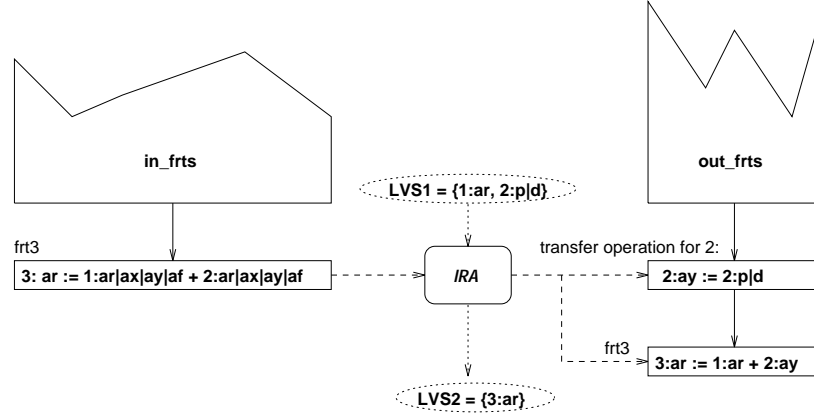 in_frts
out_frts
LVS1 = {1:ar, 2:p|d}
frt3
transfer operation for 2:
3: ar := 1:ar|ax|ay|af + 2:ar|ax|ay|af
IRA
2:ay := 2:p|d
frt3
3:ar := 1:ar + 2:ay
LVS2 = {3:ar}